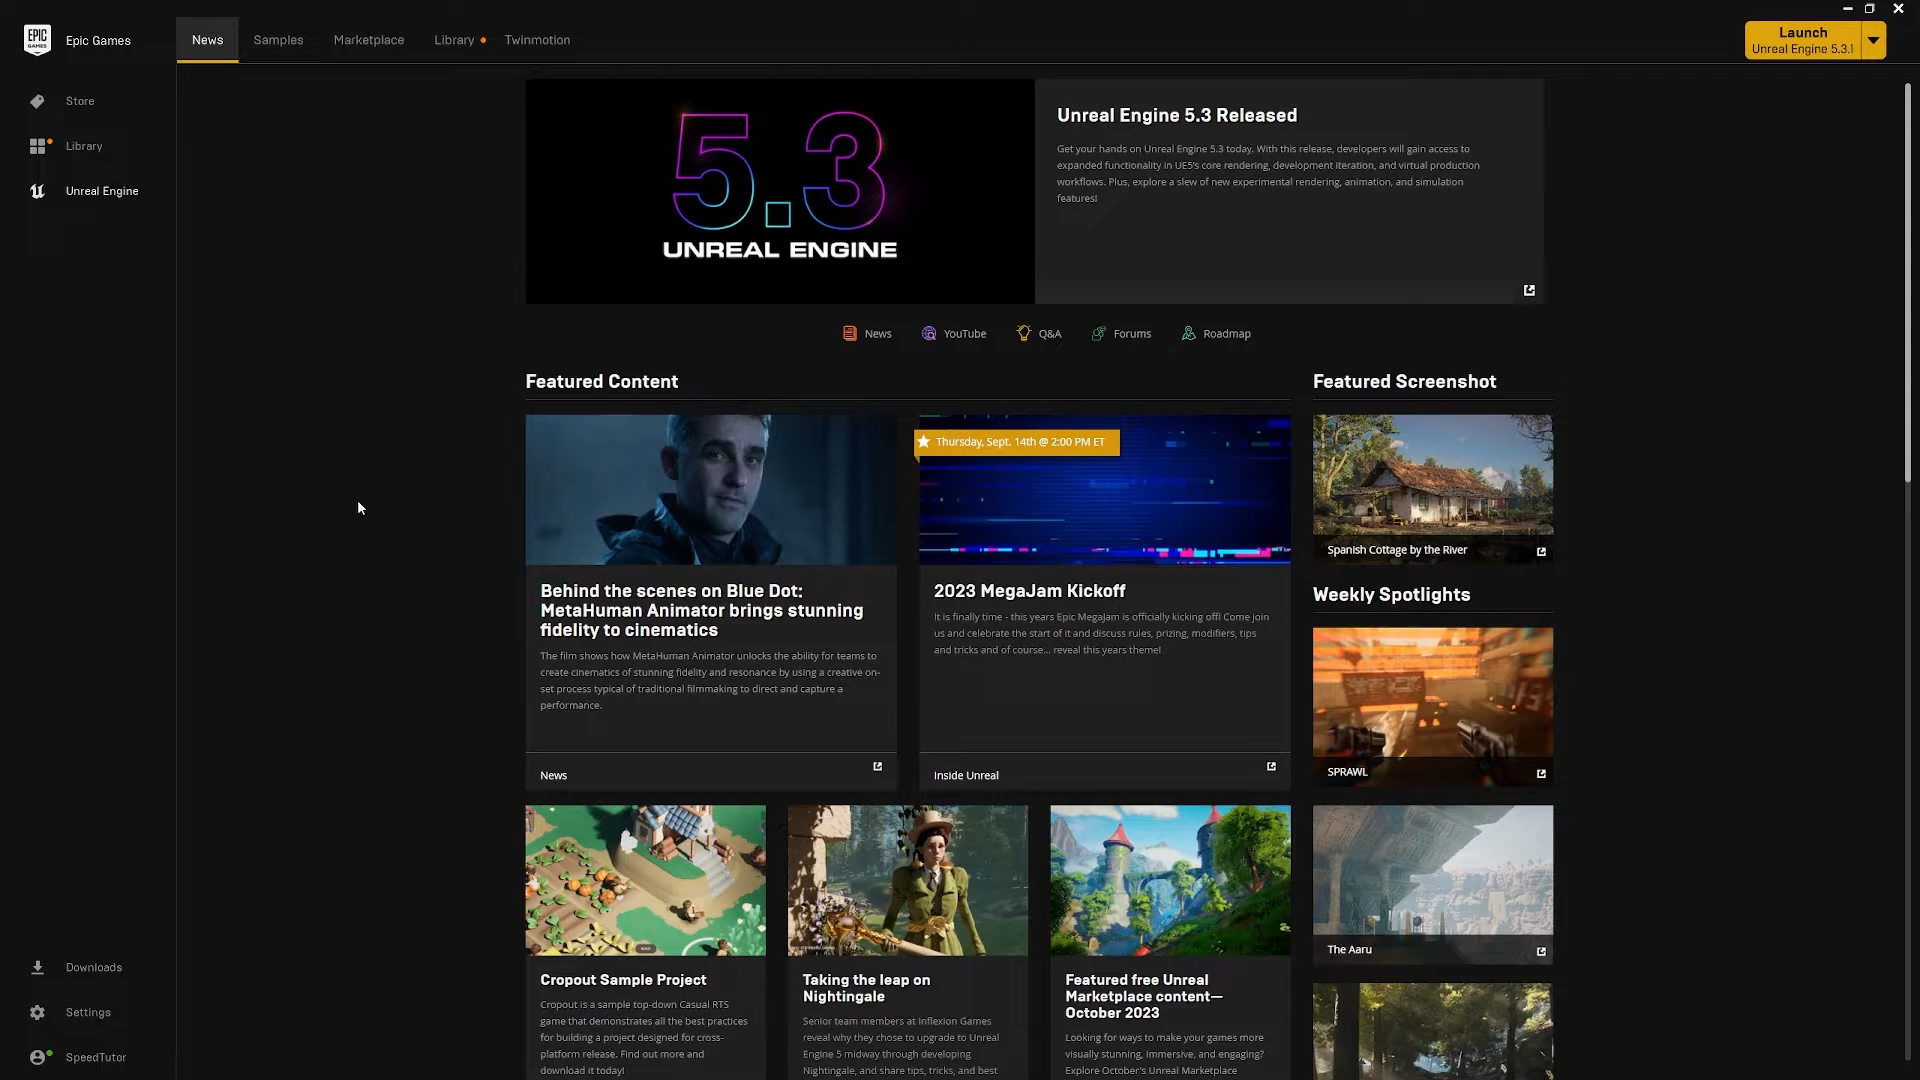 EPIC
GAMES
Epic Games
News
Samples
Marketplace
Library
Twinmotion
Launch
Unreal Engine 5.3.1
Store
Library
Unreal Engine
5.3
UNREAL ENGINE
Unreal Engine 5.3 Released
Get your hands on Unreal Engine 5.3 today. With this release, developers will gain access to
expanded functionality in UE5's core rendering, development iteration, and virtual production
workflows. Plus, explore a slew of new experimental rendering, animation, and simulation
features!
News
YouTube
Q&A
Forums
Roadmap
Featured Content
Featured Screenshot
Thursday, Sept. 14th @ 2:00 PM ET
Spanish Cottage by the River
Behind the scenes on Blue Dot:
MetaHuman Animator brings stunning
fidelity to cinematics
The film shows how MetaHuman Animator unlocks the ability for teams to
create cinematics of stunning fidelity and resonance by using a creative on-
set process typical of traditional filmmaking to direct and capture a
performance.
News
2023 MegaJam Kickoff
It is finally time - this years Epic MegaJam is officially kicking off! Come join
us and celebrate the start of it and discuss rules, prizing, modifiers, tips
and tricks and of course... reveal this years theme!
Inside Unreal
Weekly Spotlights
SPRAWL
The Aaru
Cropout Sample Project
Cropout is a sample top-down Casual RTS
game that demonstrates all the best practices
for building a project designed for cross-
platform release. Find out more and
download it today!
Taking the leap on
Nightingale
Senior team members at Inflexion Games
reveal why they chose to upgrade to Unreal
Engine 5 midway through developing
Nightingale, and share tips, tricks, and best
Featured free Unreal
Marketplace content—
October 2023
Looking for ways to make your games more
visually stunning, immersive, and engaging?
Explore October's Unreal Marketplace
Downloads
Settings
SpeedTutor